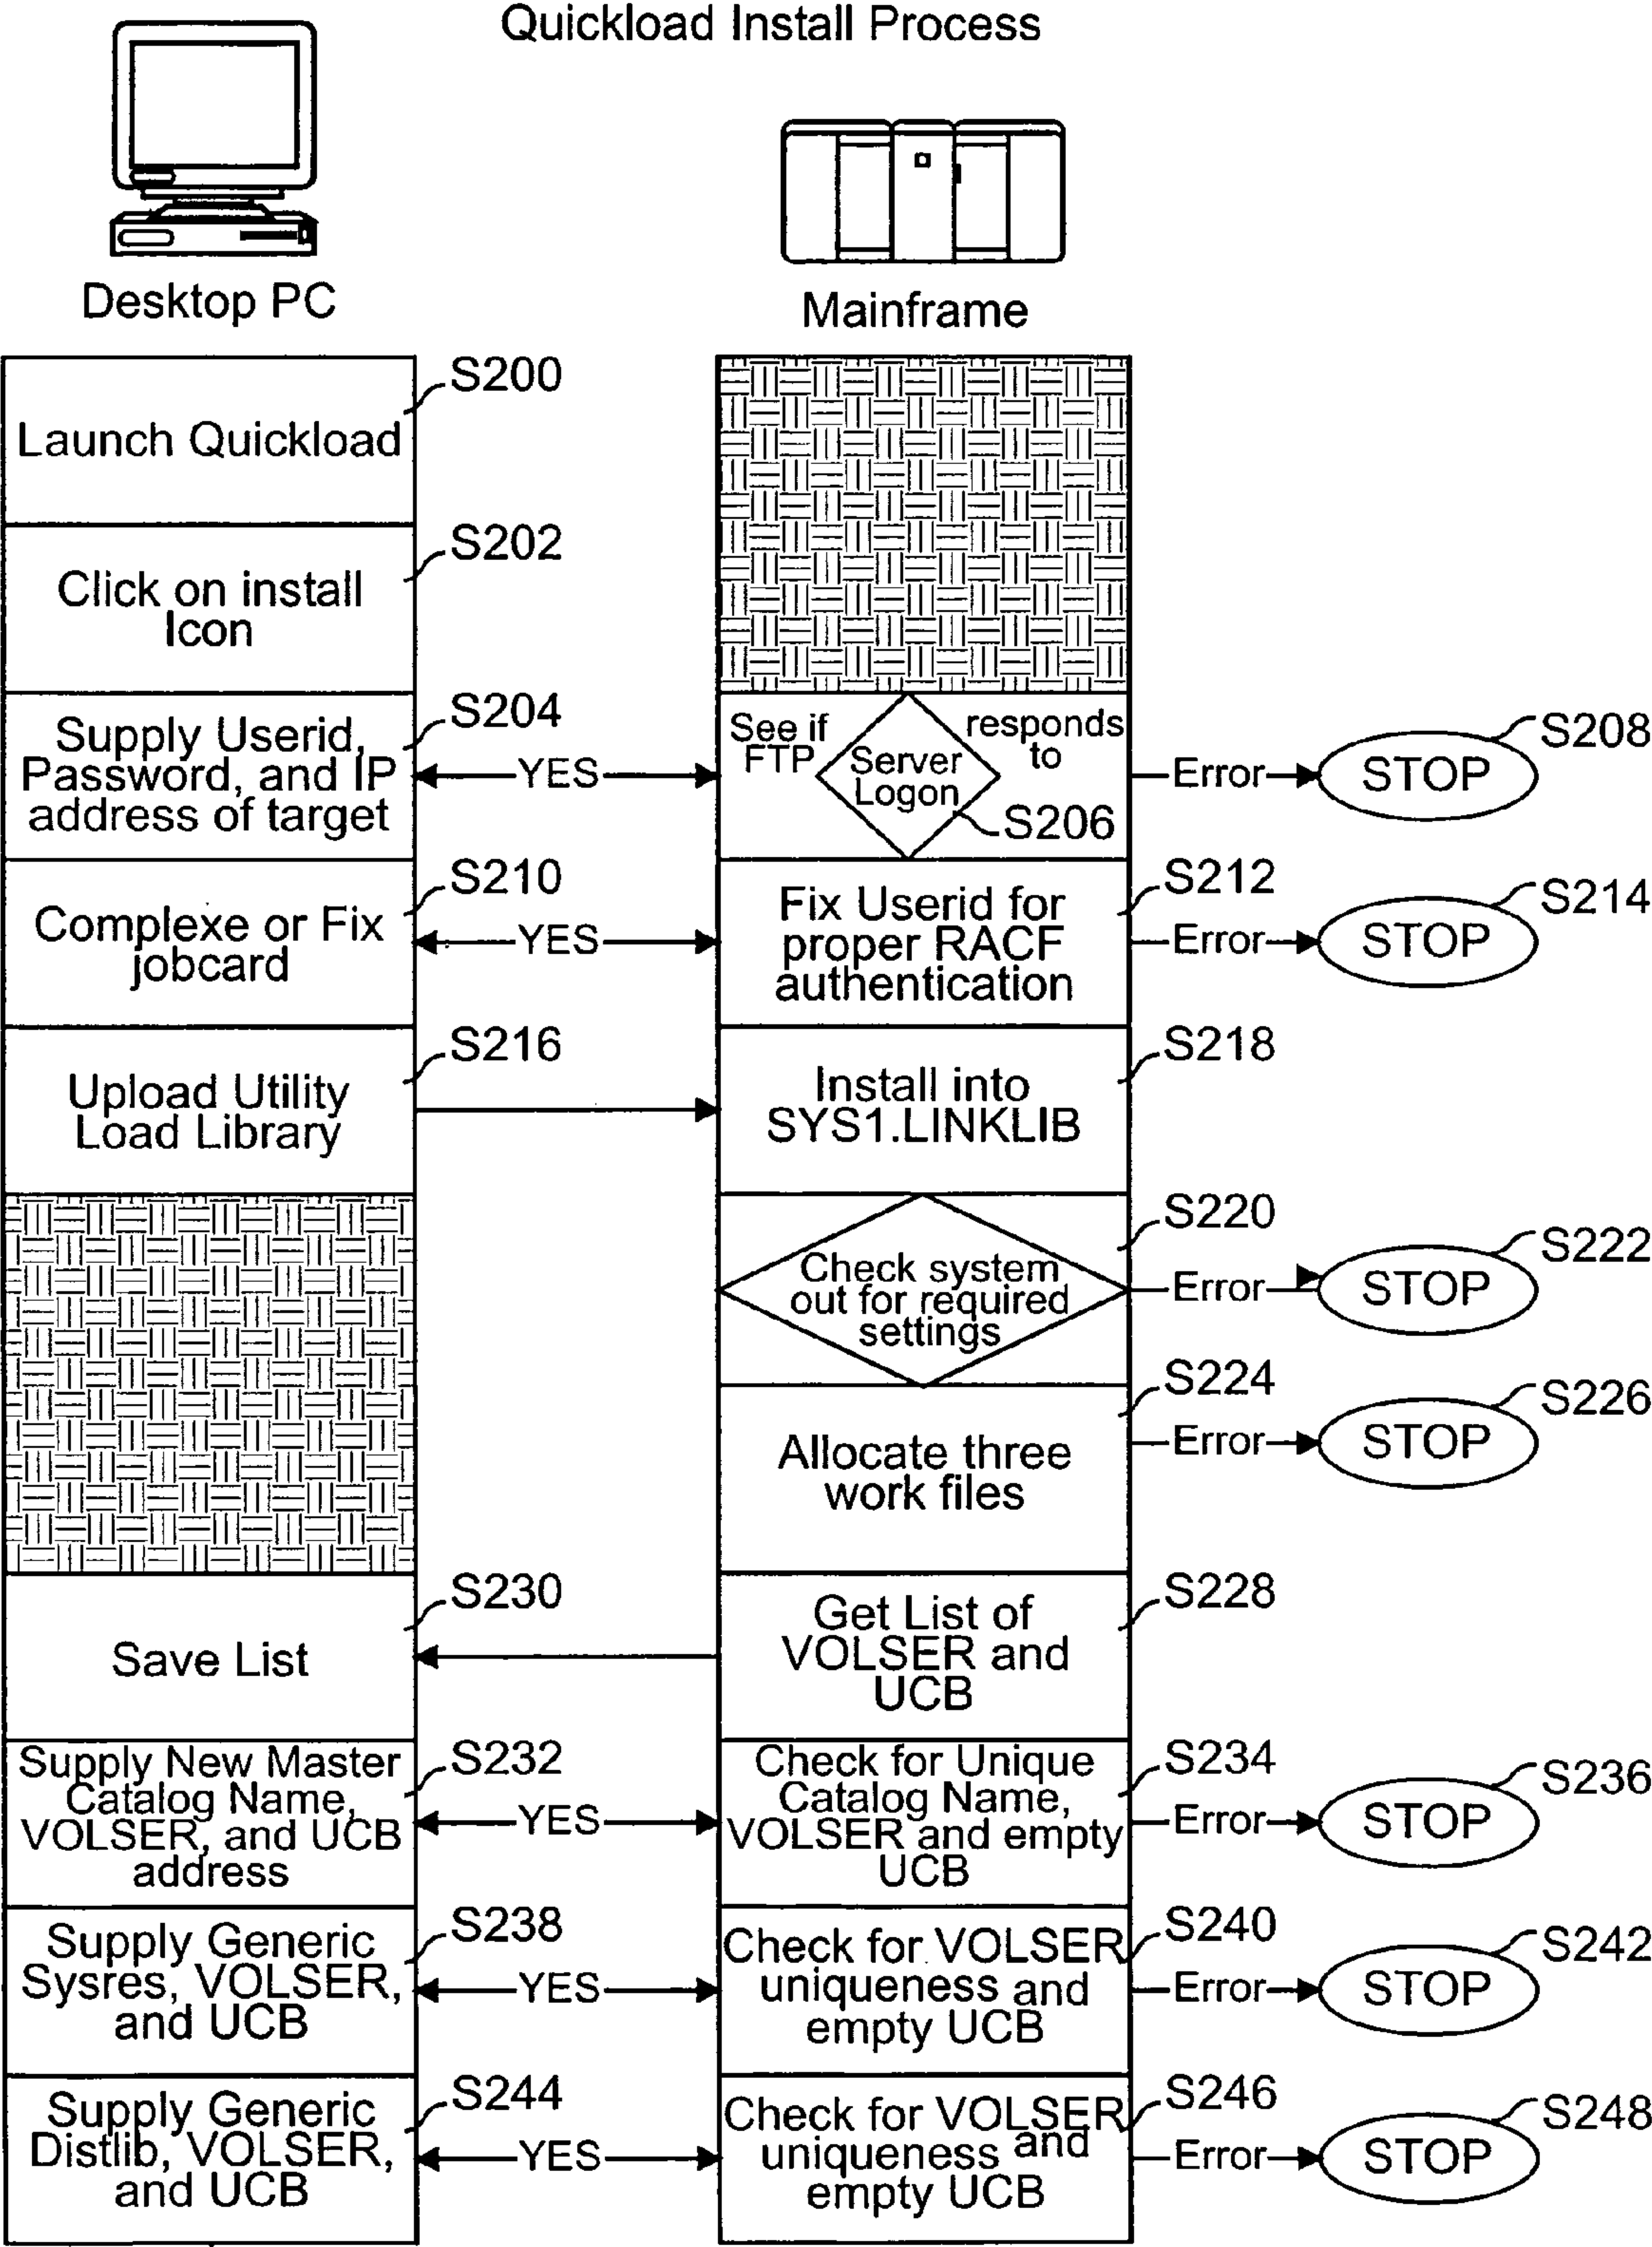 Quickload Install Process
Desktop PC
Mainframe
S200
Launch Quickload
S202
Click on install
Icon
S204
Supply Userid,
Password, and IP
address of target
YES
See if
FTP
Server
Logon
responds
to
S206
Error
STOP
S208
S210
Complexe or Fix
jobcard
YES
S212
Fix Userid for
proper RACF
authentication
Error
STOP
S214
S216
Upload Utility
Load Library
S218
Install into
SYS1.LINKLIB
S220
Check system
out for required
settings
Error
STOP
S222
S224
Allocate three
work files
Error
STOP
S226
S230
Save List
S228
Get List of
VOLSER and
UCB
S232
Supply New Master
Catalog Name,
VOLSER, and UCB
address
YES
S234
Check for Unique
Catalog Name,
VOLSER and empty
UCB
Error
STOP
S236
S238
Supply Generic
Sysres, VOLSER,
and UCB
YES
S240
Check for VOLSER
uniqueness and
empty UCB
Error
STOP
S242
S244
Supply Generic
Distlib, VOLSER,
and UCB
YES
S246
Check for VOLSER
uniqueness and
empty UCB
Error
STOP
S248